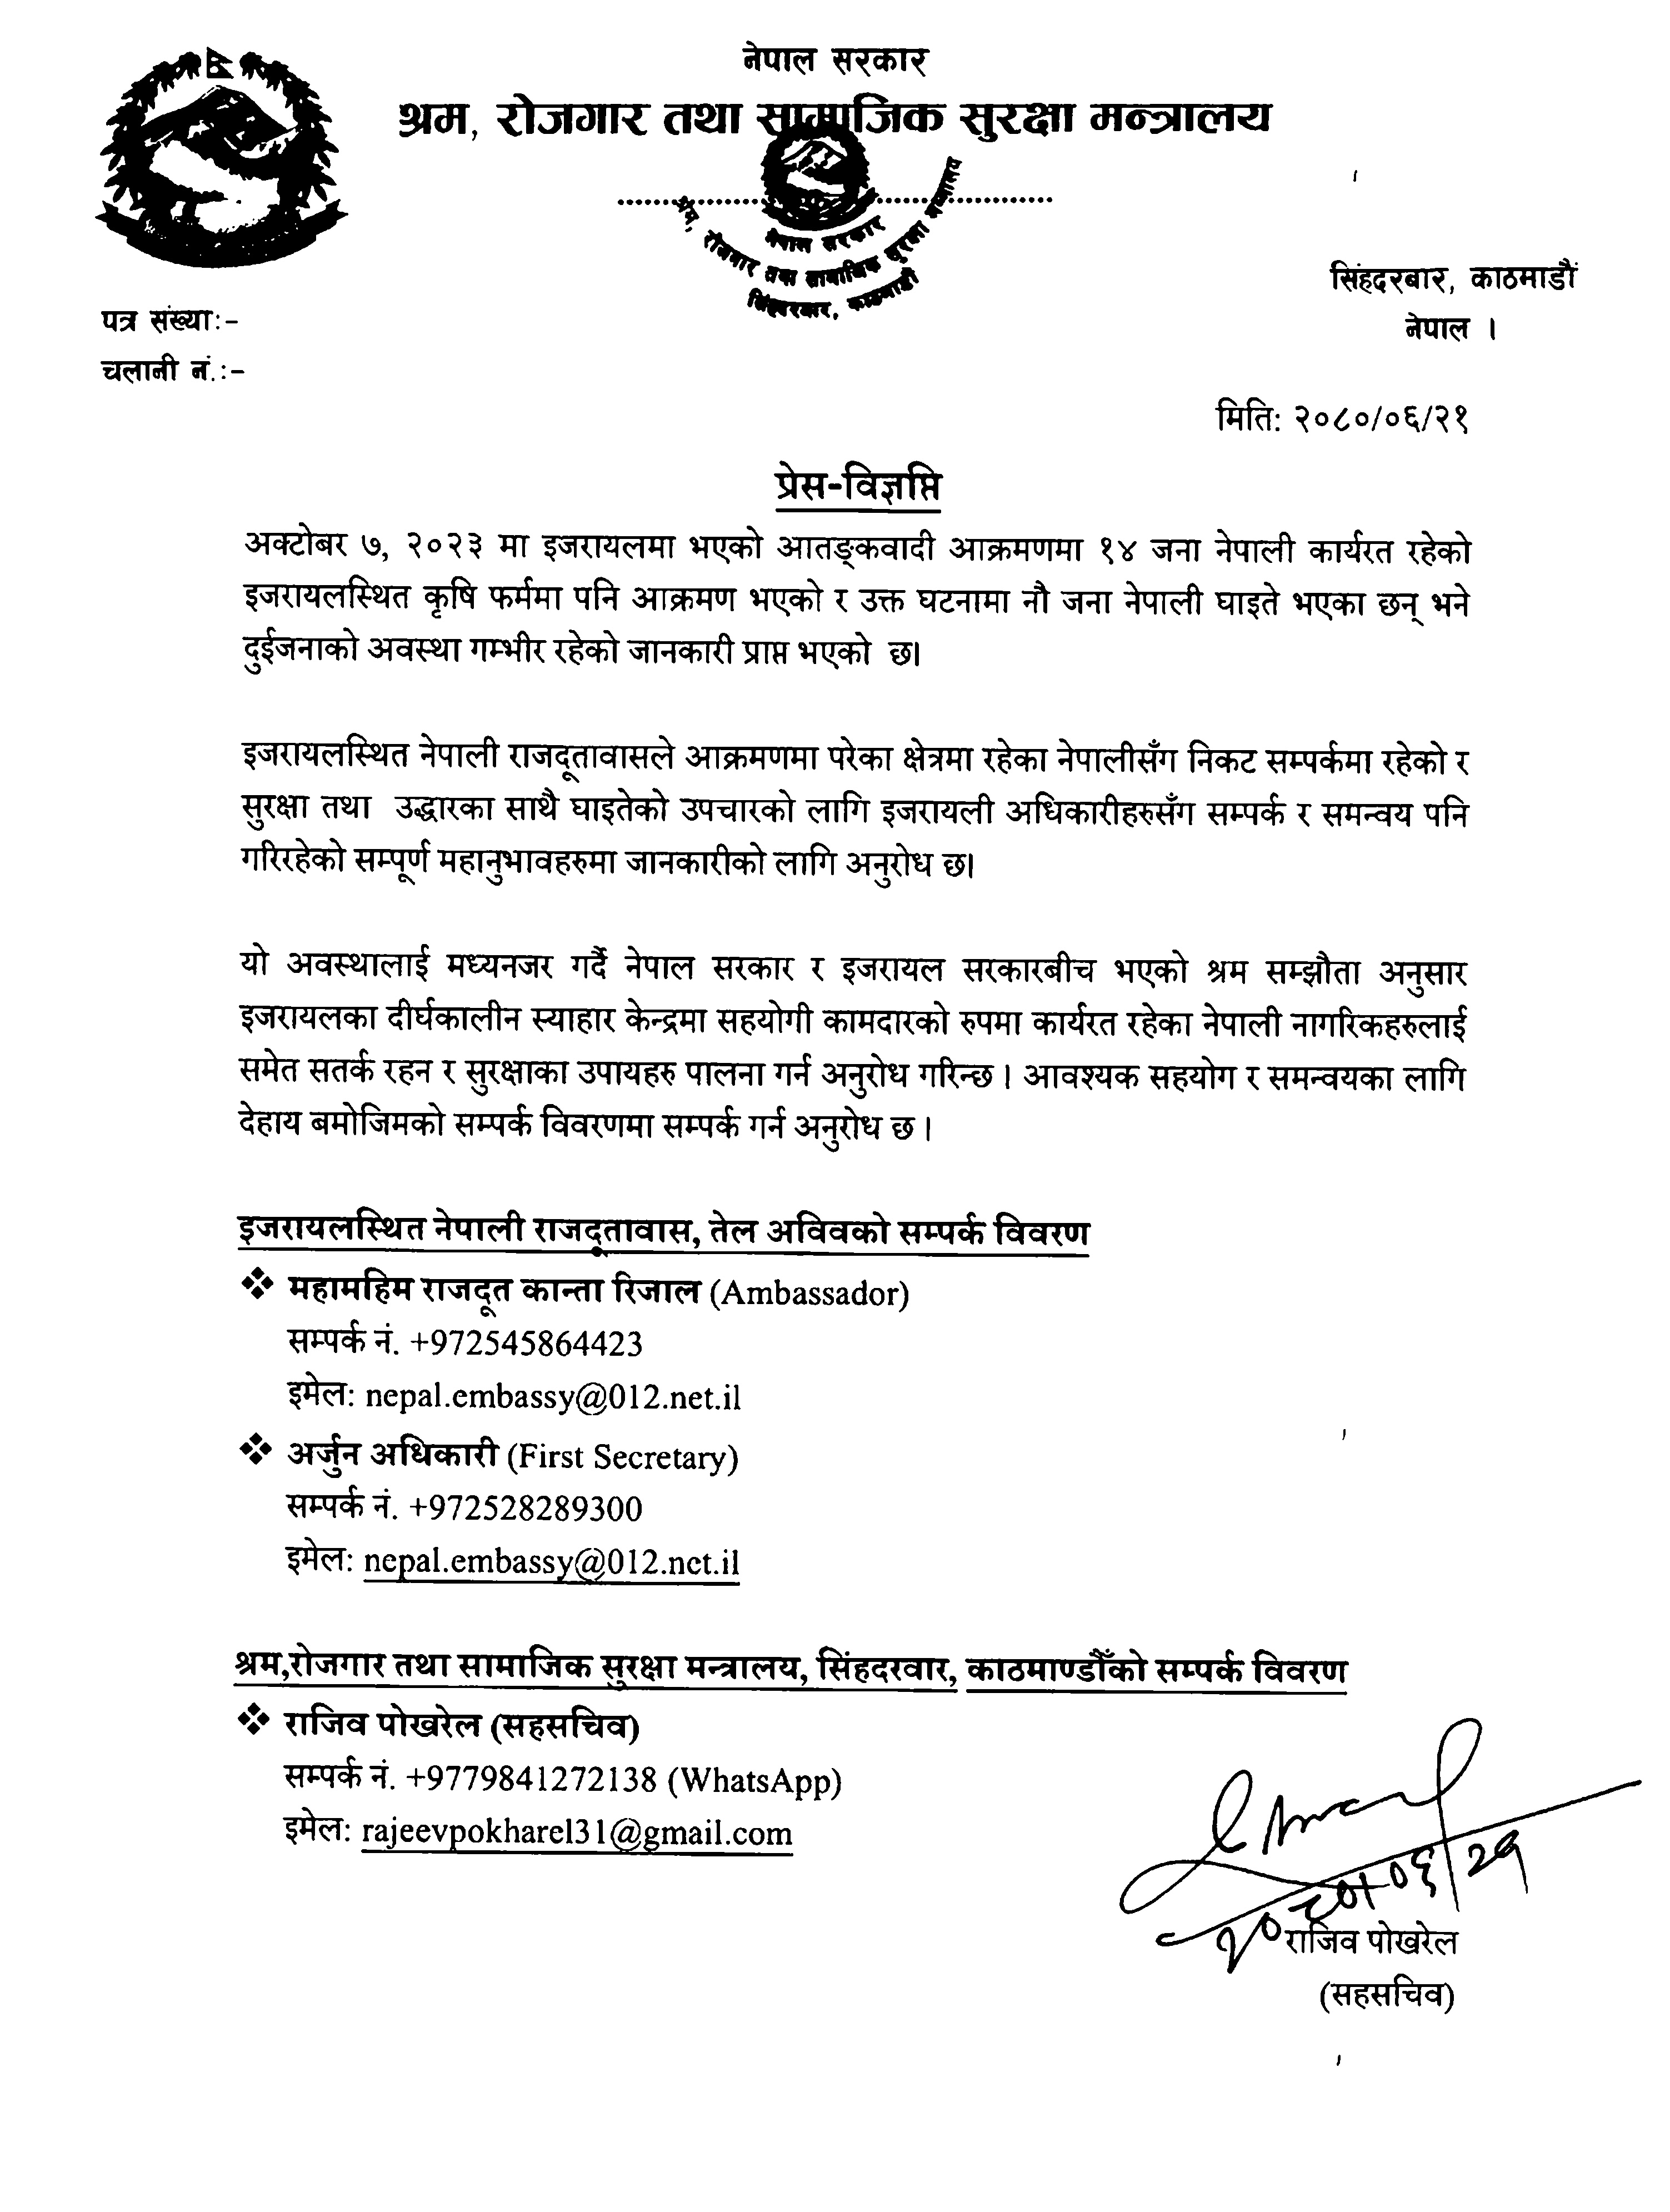 नेपाल सरकार
श्रम, रोजगार तथा सामाजिक सुरक्षा मन्त्रालय
नेपाल सरकार
श्रम, रोजगार तथा सामाजिक सुरक्षा मन्त्रालय
सिंहदरबार, काठमाडौं
सिंहदरबार, काठमाडौं
नेपाल ।
पत्र संख्याः-
चलानी नं.:-
मिति: २०८०/०६/२१
प्रेस-विज्ञप्ति
अक्टोबर ७, २०२३ मा इजरायलमा भएको आतङ्कवादी आक्रमणमा १४ जना नेपाली कार्यरत रहेको
इजरायलस्थित कृषि फर्ममा पनि आक्रमण भएको र उक्त घटनामा नौ जना नेपाली घाइते भएका छन् भने
दुईजनाको अवस्था गम्भीर रहेको जानकारी प्राप्त भएको छ।
इजरायलस्थित नेपाली राजदूतावासले आक्रमणमा परेका क्षेत्रमा रहेका नेपालीसँग निकट सम्पर्कमा रहेको र
सुरक्षा तथा उद्धारका साथै घाइतेको उपचारको लागि इजरायली अधिकारीहरुसँग सम्पर्क र समन्वय पनि
गरिरहेको सम्पूर्ण महानुभावहरुमा जानकारीको लागि अनुरोध छ।
यो अवस्थालाई मध्यनजर गर्दै नेपाल सरकार र इजरायल सरकारबीच भएको श्रम सम्झौता अनुसार
इजरायलका दीर्घकालीन स्याहार केन्द्रमा सहयोगी कामदारको रुपमा कार्यरत रहेका नेपाली नागरिकहरुलाई
समेत सतर्क रहन र सुरक्षाका उपायहरु पालना गर्न अनुरोध गरिन्छ । आवश्यक सहयोग र समन्वयका लागि
देहाय बमोजिमको सम्पर्क विवरणमा सम्पर्क गर्न अनुरोध छ ।
इजरायलस्थित नेपाली राजदूतावास, तेल अविवको सम्पर्क विवरण
❖ महामहिम राजदूत कान्ता रिजाल (Ambassador)
सम्पर्क नं. +972545864423
इमेल: nepal.embassy@012.net.il
❖ अर्जुन अधिकारी (First Secretary)
सम्पर्क नं. +972528289300
इमेल: nepal.embassy@012.net.il
श्रम,रोजगार तथा सामाजिक सुरक्षा मन्त्रालय, सिंहदरवार, काठमाण्डौँको सम्पर्क विवरण
❖ राजिव पोखरेल (सहसचिव)
सम्पर्क नं. +9779841272138 (WhatsApp)
इमेल: rajeevpokharel31@gmail.com
२०८०/०६/२१
राजिव पोखरेल
(सहसचिव)